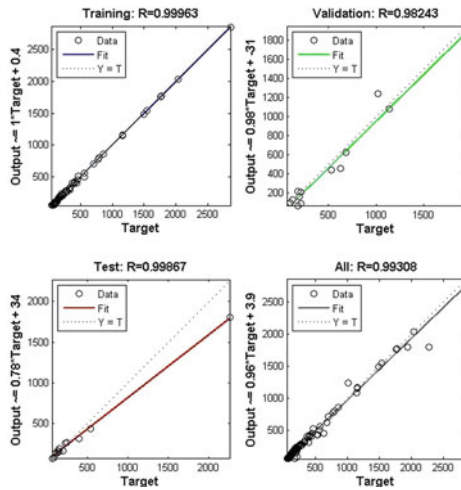 Training: R=0.99963
Output ~= 1*Target + 0.4
2500
2000
1500
1000
500
Data
Fit
Y = T
500 1000 1500 2000 2500
Target
Validation: R=0.98243
Output ~= 0.98*Target + -31
1800
1600
1400
1200
1000
800
600
400
200
Data
Fit
Y = T
500 1000 1500
Target
Test: R=0.99867
Output ~= 0.78*Target + 34
2000
1500
1000
500
Data
Fit
Y = T
500 1000 1500 2000
Target
All: R=0.99308
Output ~= 0.96*Target + 3.9
2500
2000
1500
1000
500
Data
Fit
Y = T
500 1000 1500 2000 2500
Target